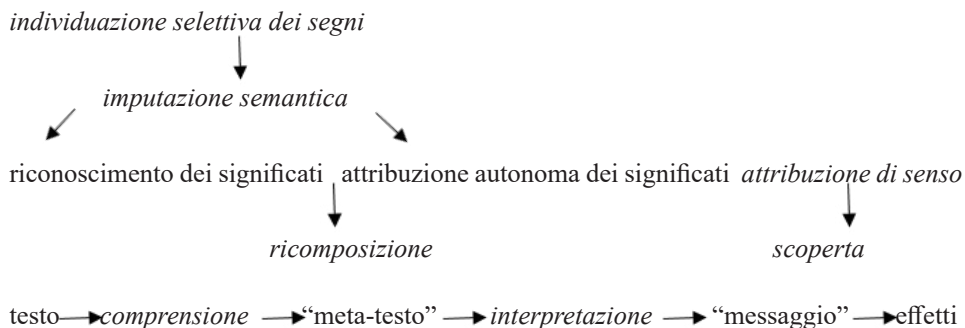 individuazione selettiva dei segni
imputazione semantica
riconoscimento dei significati attribuzione autonoma dei significati attribuzione di senso
ricomposizione scoperta
testo comprensione “meta-testo” interpretazione “messaggio” effetti